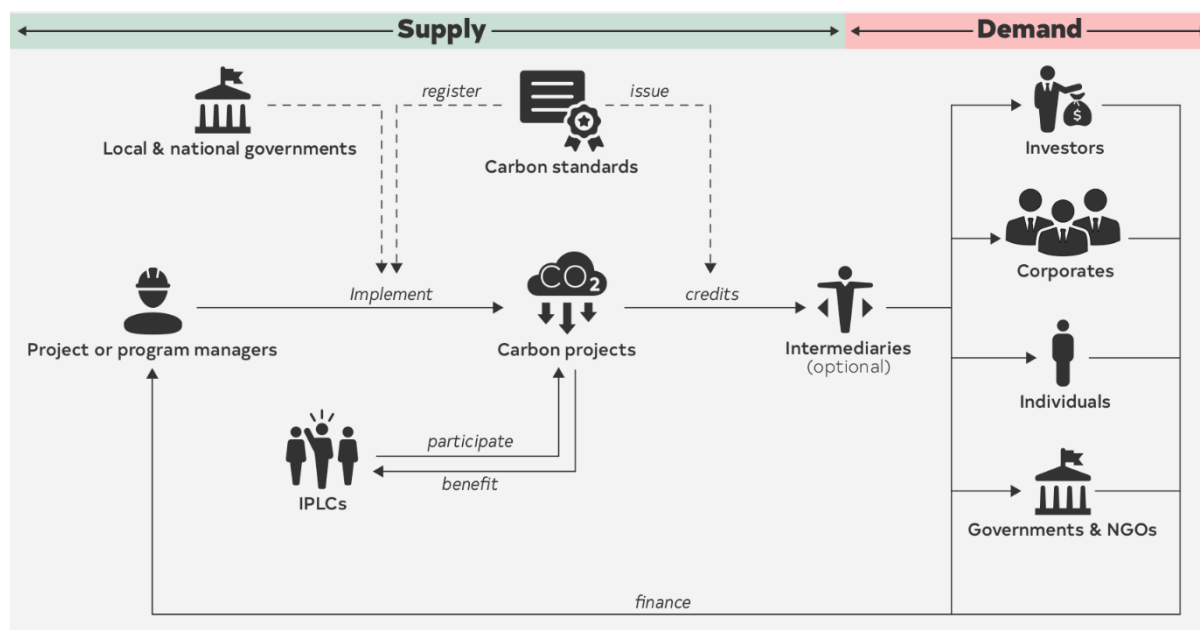 Supply
Demand
register
issue
$
Local & national governments
Carbon standards
Investors
Corporates
CO2
Implement
credits
Project or program managers
Carbon projects
Intermediaries
(optional)
Individuals
participate
benefit
IPLCs
Governments & NGOs
finance